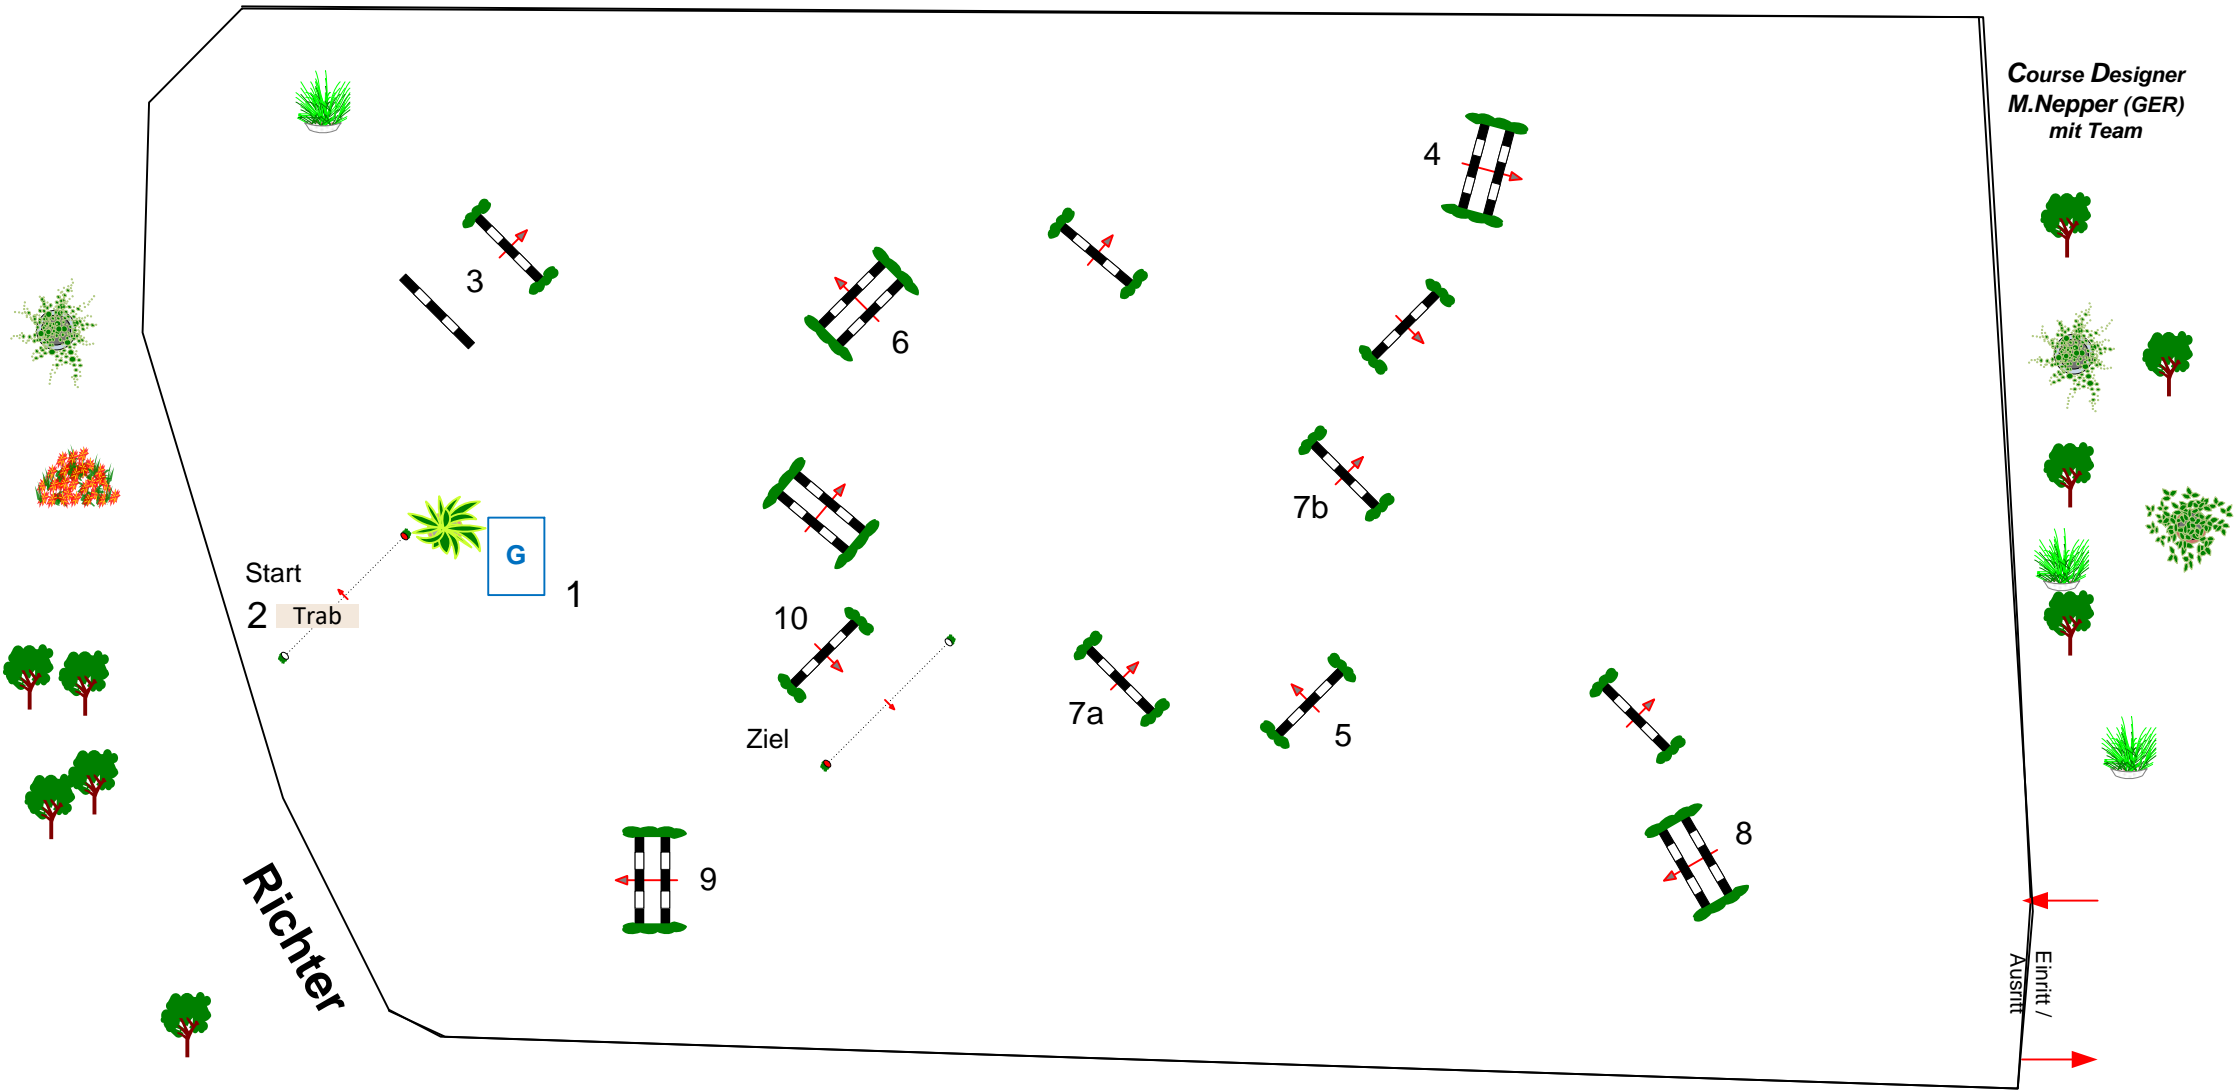 Course Designer
M.Nepper (GER)
mit Team
4
3
6
7b
Start
G
1
2 Trab
10
7a
5
Ziel
8
9
Richter
Einritt /
Ausritt